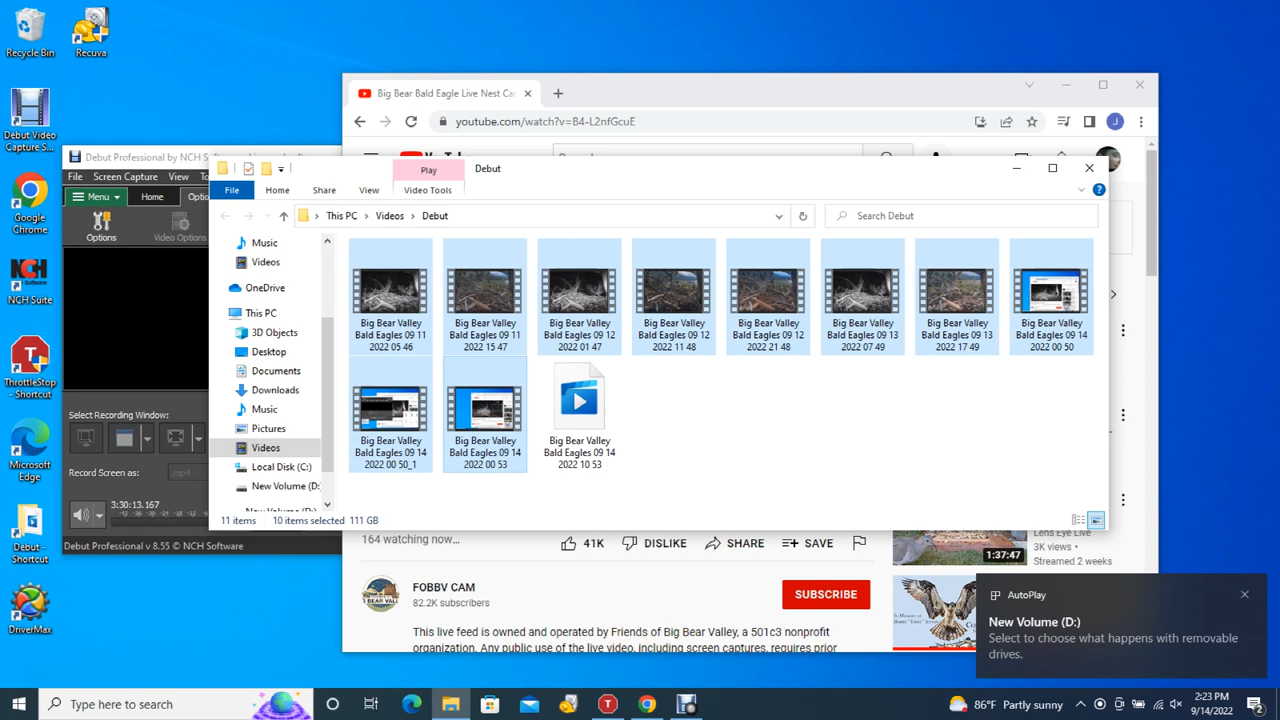 Recycle Bin
Recuva
Debut Video
Capture S...
Google
Chrome
NCH
NCH Suite
ThrottleStop
- Shortcut
Microsoft
Edge
Debut -
Shortcut
DriverMax
Big Bear Bald Eagle Live Nest Ca
youtube.com/watch?v=B4-L2nfGcuE
J
Debut Professional by NCH
File Screen Capture View
Menu Home
Options
Video Options
Select Recording Window:
Record Screen as: .mp4
3:30:13.167
Debut Professional v 8.55 © NCH Software
Play
Debut
File Home Share View Video Tools
This PC > Videos > Debut
Search Debut
Music
Videos
OneDrive
This PC
3D Objects
Desktop
Documents
Downloads
Music
Pictures
Videos
Local Disk (C:)
New Volume (D:)
Big Bear Valley
Bald Eagles 09 11
2022 05 46
Big Bear Valley
Bald Eagles 09 11
2022 15 47
Big Bear Valley
Bald Eagles 09 12
2022 01 47
Big Bear Valley
Bald Eagles 09 12
2022 11 48
Big Bear Valley
Bald Eagles 09 12
2022 21 48
Big Bear Valley
Bald Eagles 09 13
2022 07 49
Big Bear Valley
Bald Eagles 09 13
2022 17 49
Big Bear Valley
Bald Eagles 09 14
2022 00 50
Big Bear Valley
Bald Eagles 09 14
2022 00 50_1
Big Bear Valley
Bald Eagles 09 14
2022 00 53
Big Bear Valley
Bald Eagles 09 14
2022 10 53
11 items 10 items selected 111 GB
164 watching now...
41K DISLIKE SHARE SAVE
FOBBV CAM
82.2K subscribers
SUBSCRIBE
This live feed is owned and operated by Friends of Big Bear Valley, a 501c3 nonprofit
organization. Any public use of the live video, including screen captures, requires prior
Lens Eye Live
3K views •
Streamed 2 weeks
1:37:47
AutoPlay
New Volume (D:)
Select to choose what happens with removable
drives.
Type here to search
86°F Partly sunny
2:23 PM
9/14/2022
2